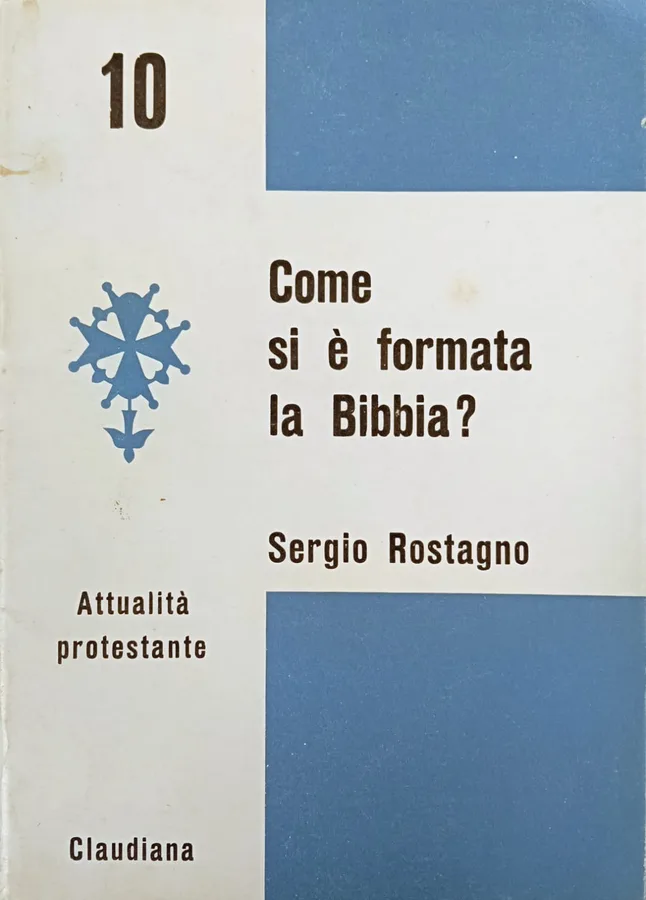 10
Come
si è formata
la Bibbia?
Sergio Rostagno
Attualità
protestante
Claudiana